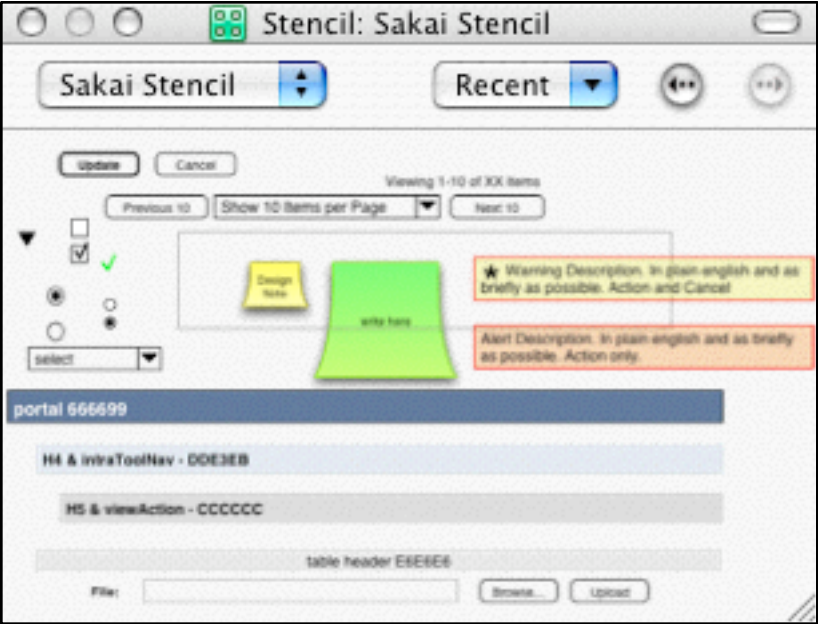 Stencil: Sakai Stencil
Sakai Stencil
Recent
Update
Cancel
Viewing 1-10 of XX items
Previous 10
Show 10 items per Page
Next 10
Design
Note
write here
Warning Description. In plain english and as
briefly as possible. Action and Cancel
Alert Description. In plain english and as briefly
as possible. Action only.
select
portal 666699
H4 & intraToolNav - DDE3EB
H5 & viewAction - CCCCCC
table header E6E6E6
File:
Browse...
Upload